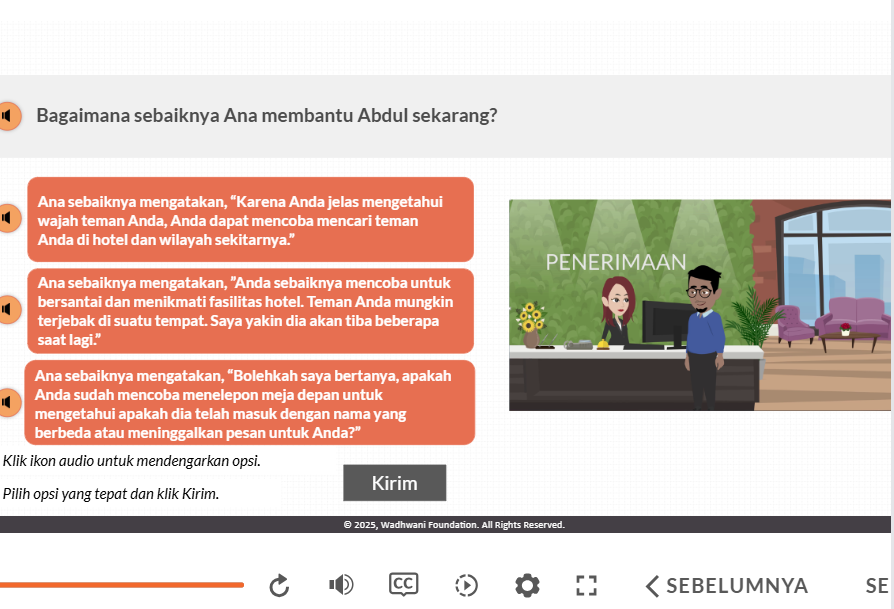 Bagaimana sebaiknya Ana membantu Abdul sekarang?
Ana sebaiknya mengatakan, “Karena Anda jelas mengetahui
wajah teman Anda, Anda dapat mencoba mencari teman
Anda di hotel dan wilayah sekitarnya.”
Ana sebaiknya mengatakan, ”Anda sebaiknya mencoba untuk
bersantai dan menikmati fasilitas hotel. Teman Anda mungkin
terjebak di suatu tempat. Saya yakin dia akan tiba beberapa
saat lagi.”
Ana sebaiknya mengatakan, “Bolehkah saya bertanya, apakah
Anda sudah mencoba menelepon meja depan untuk
mengetahui apakah dia telah masuk dengan nama yang
berbeda atau meninggalkan pesan untuk Anda?”
PENERIMAAN
Klik ikon audio untuk mendengarkan opsi.
Pilih opsi yang tepat dan klik Kirim.
Kirim
© 2025, Wadhwani Foundation. All Rights Reserved.
CC
SEBELUMNYA
SE